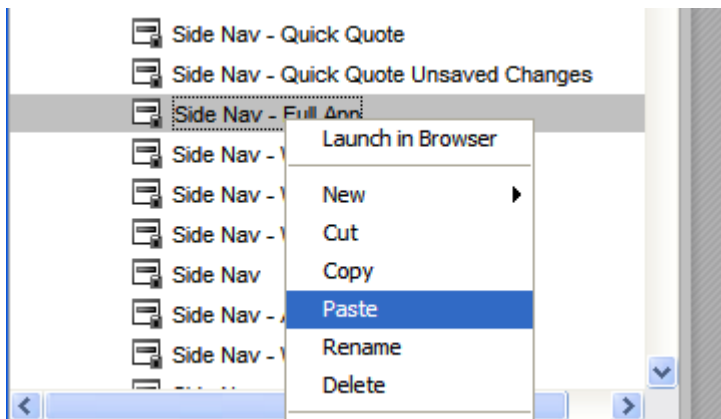 Side Nav - Quick Quote
Side Nav - Quick Quote Unsaved Changes
Side Nav - Full App
Launch in Browser
Side Nav -
New
Side Nav -
Cut
Side Nav -
Copy
Side Nav
Paste
Side Nav -
Rename
Side Nav -
Delete